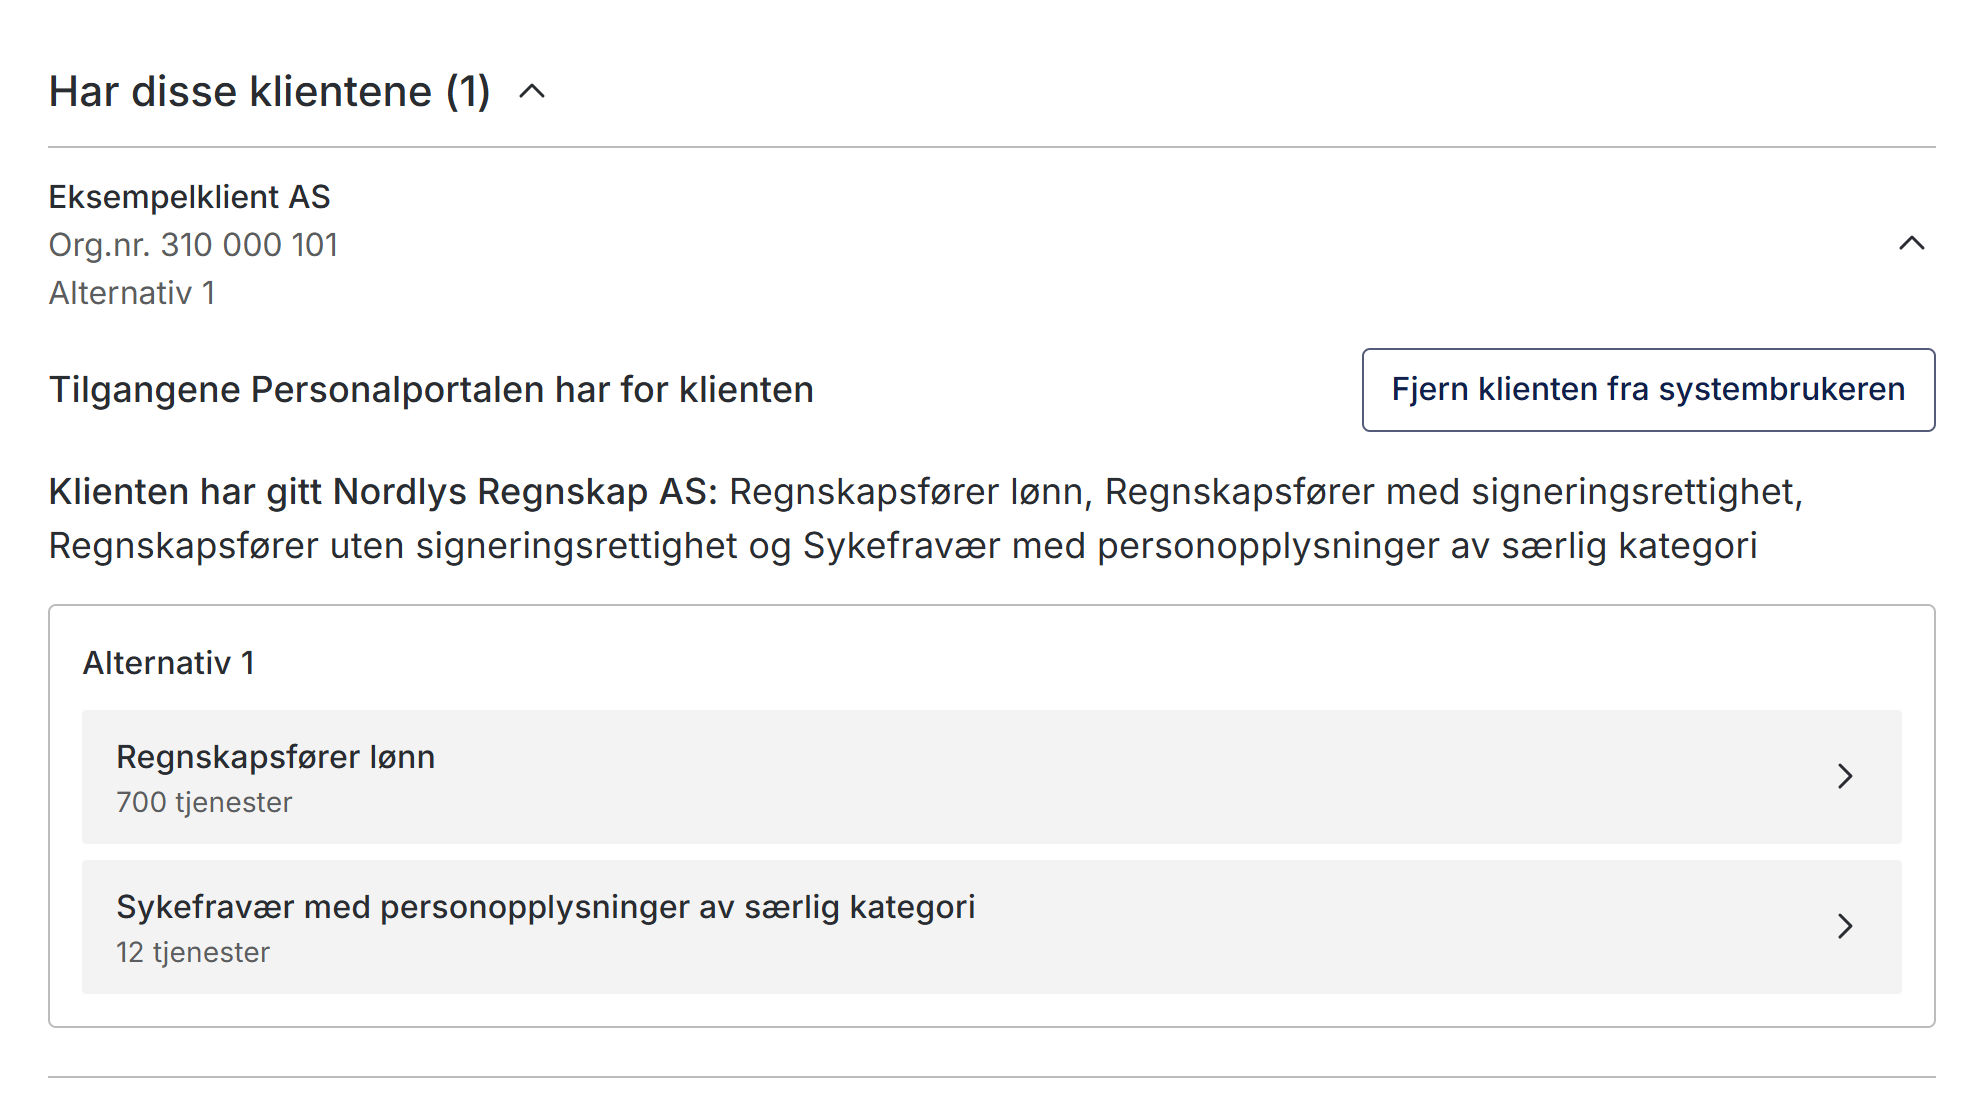 Har disse klientene (1)
Eksempelklient AS
Org.nr. 310 000 101
Alternativ 1
Tilgangene Personalportalen har for klienten
Fjern klienten fra systembrukeren
Klienten har gitt Nordlys Regnskap AS: Regnskapsfører lønn, Regnskapsfører med signeringsrettighet,
Regnskapsfører uten signeringsrettighet og Sykefravær med personopplysninger av særlig kategori
Alternativ 1
Regnskapsfører lønn
700 tjenester
Sykefravær med personopplysninger av særlig kategori
12 tjenester